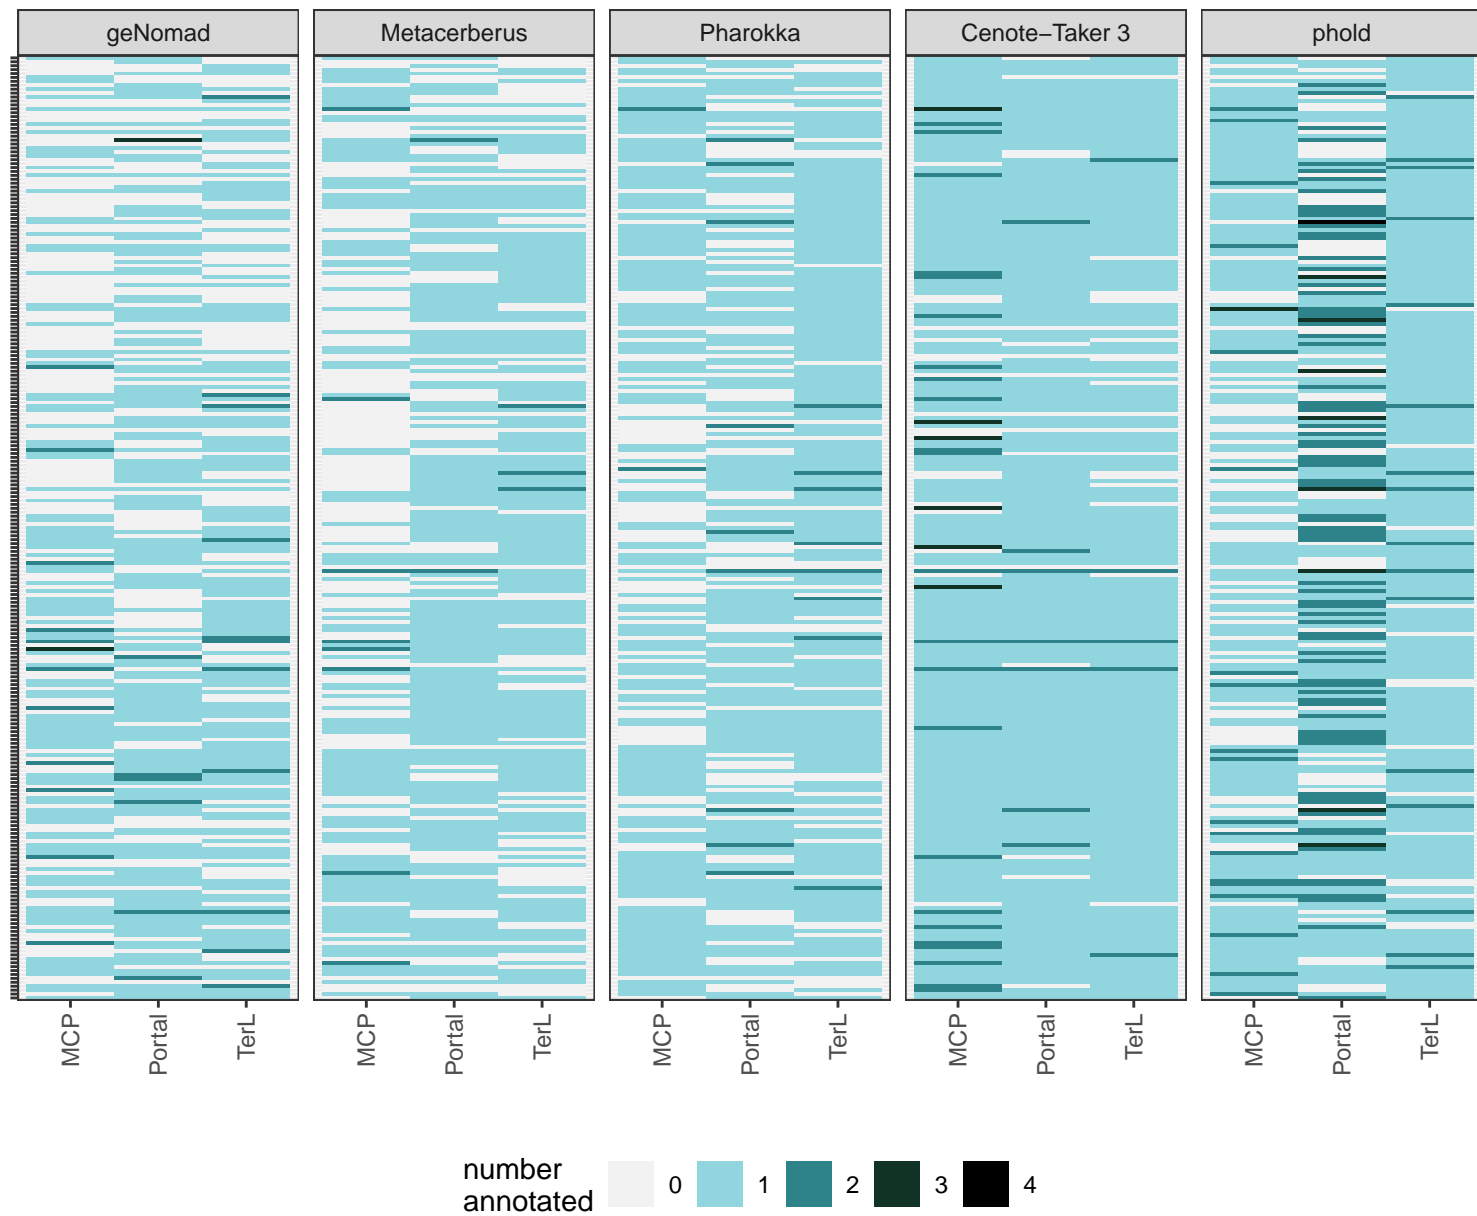 geNomad Metacerberus Pharokka Cenote−Taker 3 phold
MCP Portal TerL MCP Portal TerL MCP Portal TerL MCP Portal TerL MCP Portal TerL
number
annotated 0 1 2 3 4